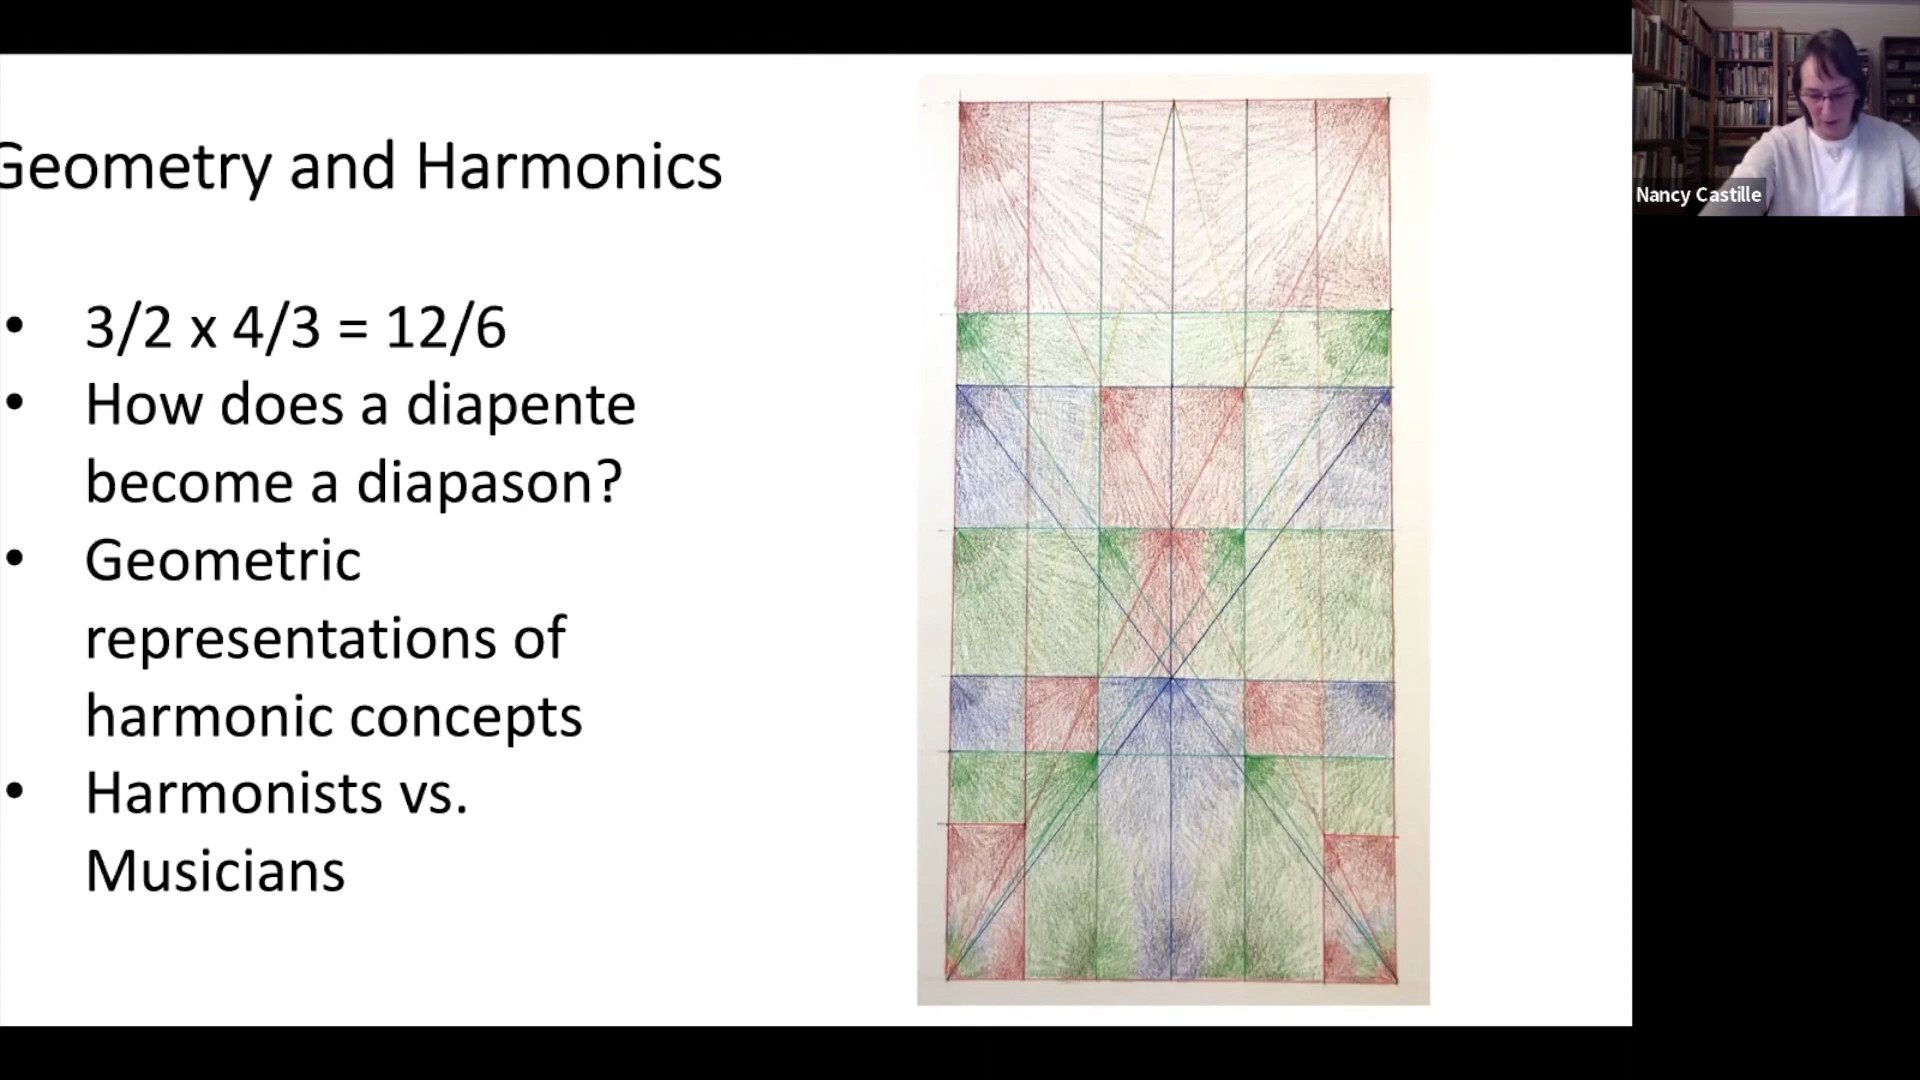 Geometry and Harmonics
• 3/2 x 4/3 = 12/6
• How does a diapente
become a diapason?
• Geometric
representations of
harmonic concepts
• Harmonists vs.
Musicians
Nancy Castille